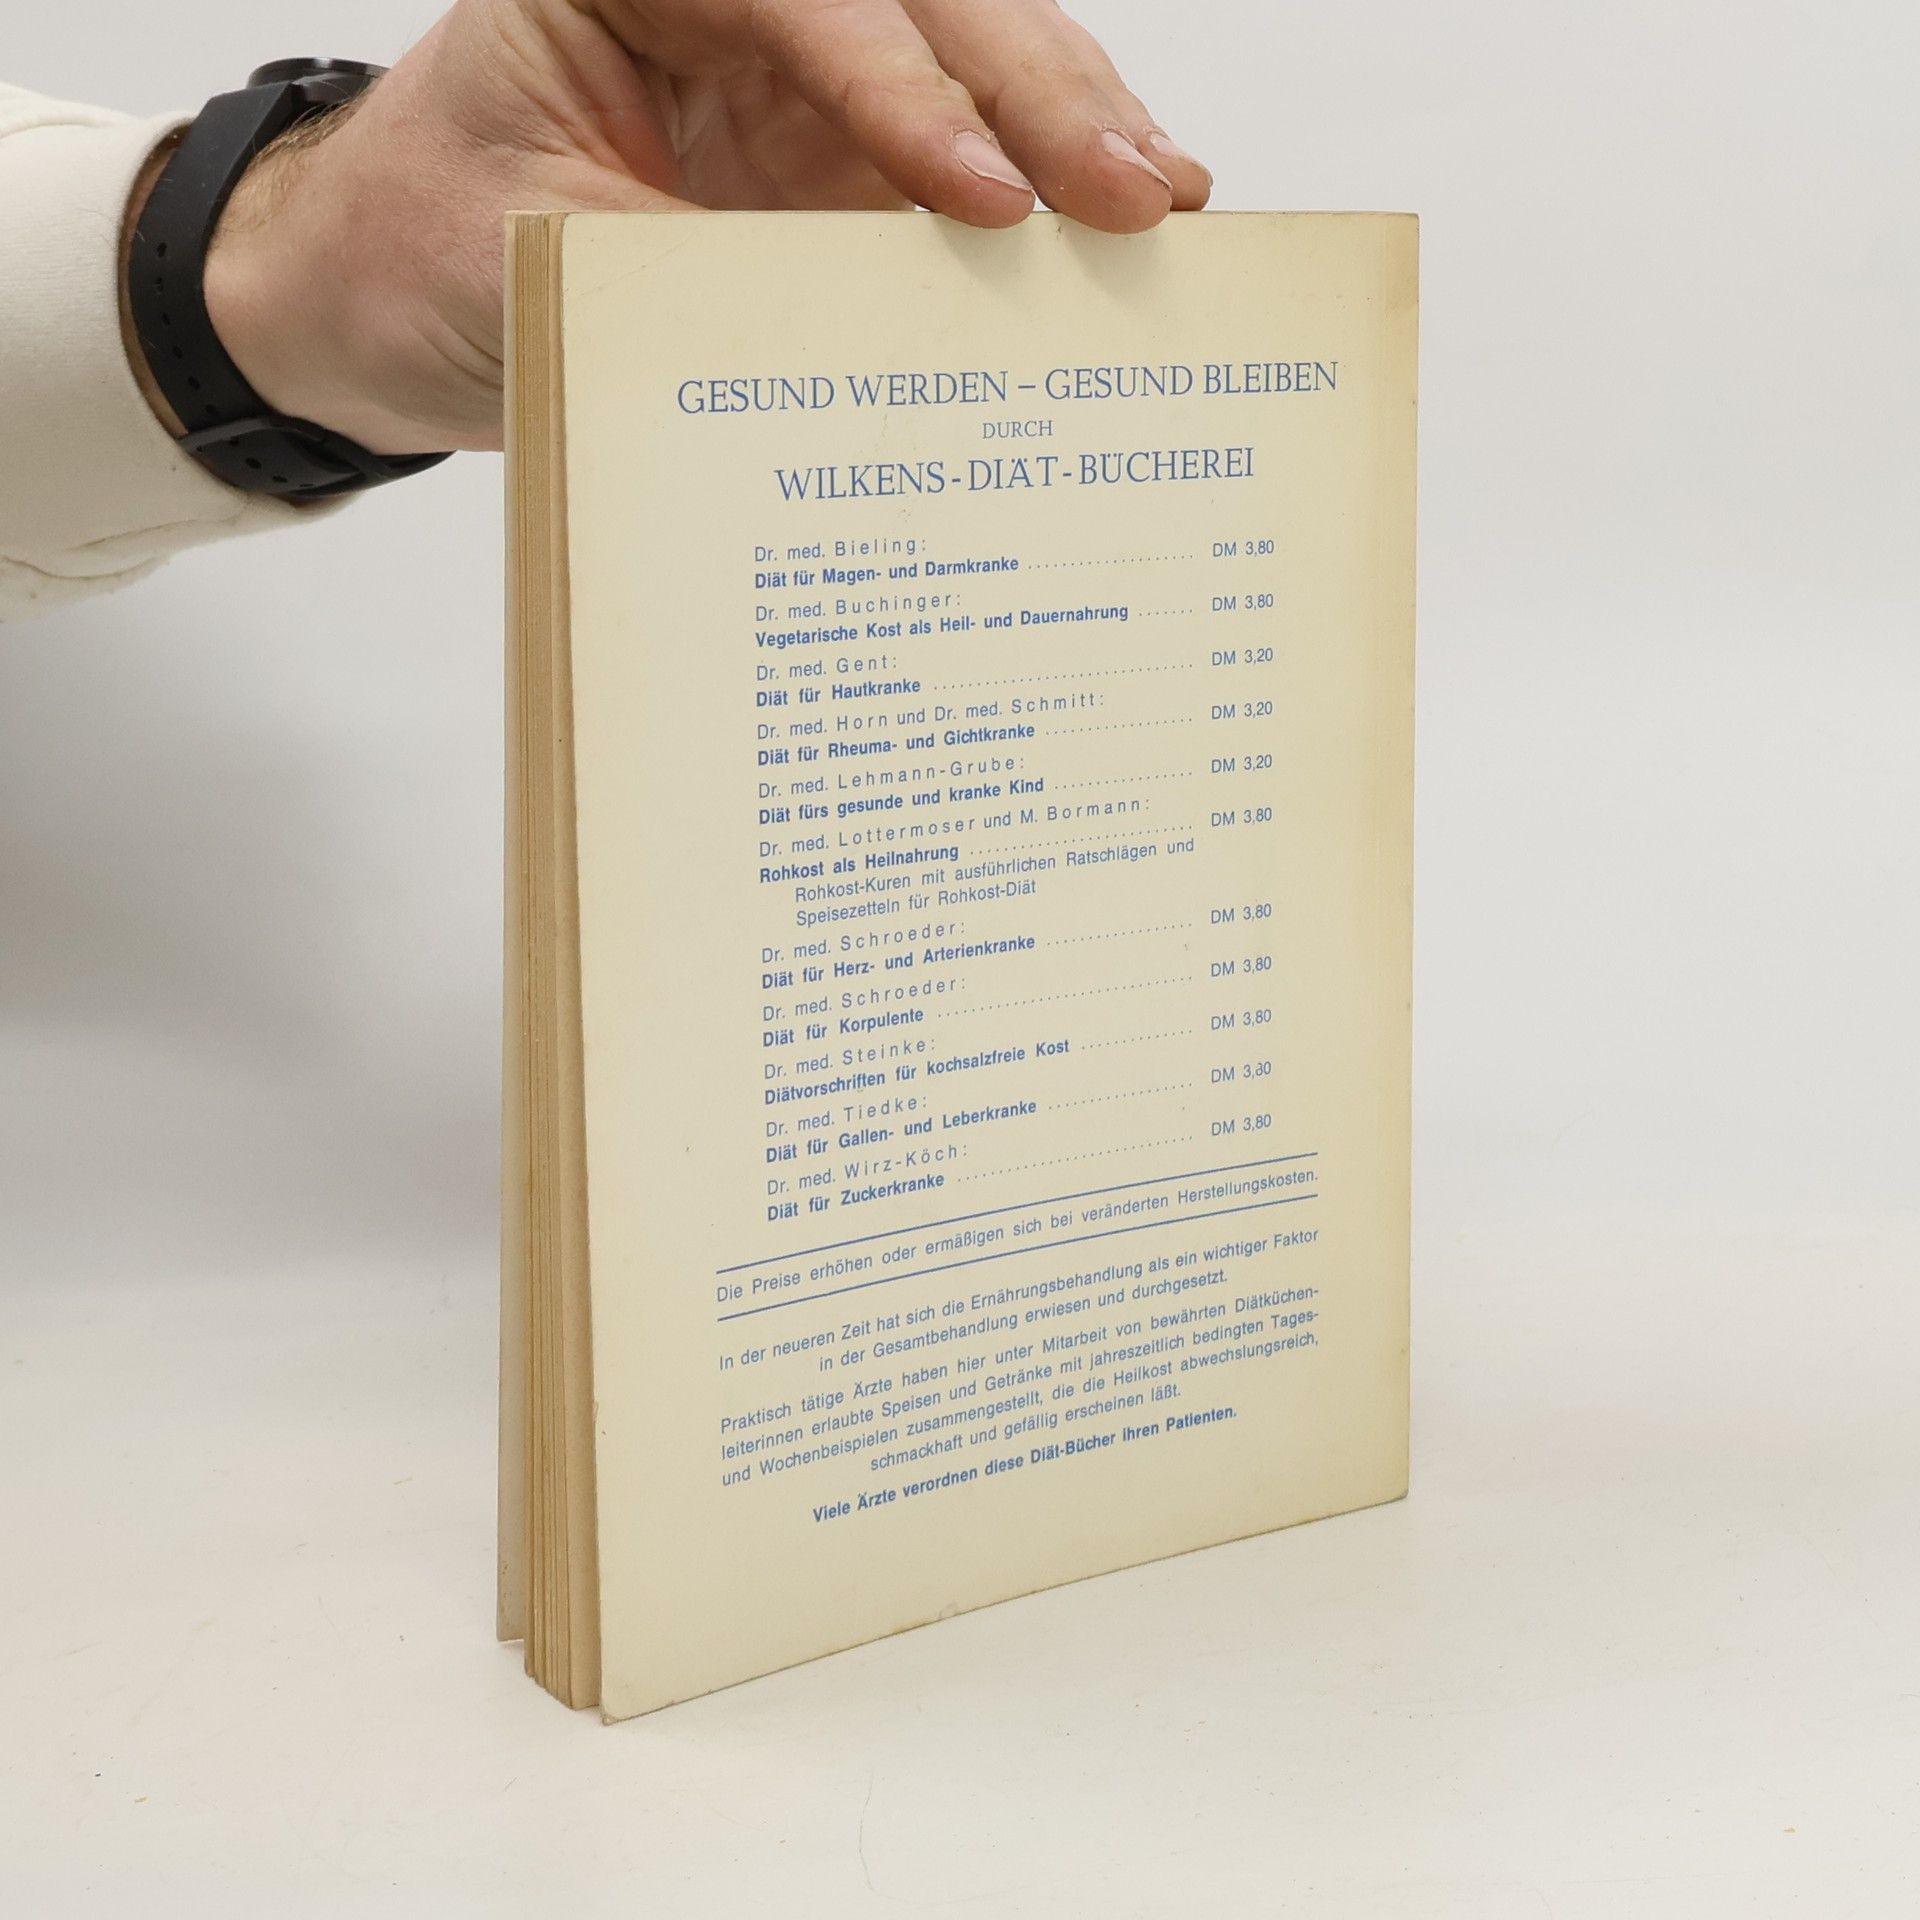 GESUND WERDEN – GESUND BLEIBEN
DURCH
WILKENS-DIÄT-BÜCHEREI
Dr. med. Bieling:
Diät für Magen- und Darmkranke .................... DM 3,80
Dr. med. Buchinger:
Vegetarische Kost als Heil- und Dauernahrung ....... DM 3,80
Dr. med. Gent:
Diät für Hautkranke ............................... DM 3,20
Dr. med. Horn und Dr. med. Schmitt:
Diät für Rheuma- und Gichtkranke .................. DM 3,20
Dr. med. Lehmann-Grube:
Diät fürs gesunde und kranke Kind ................. DM 3,20
Dr. med. Lottermoser und M. Bormann:
Rohkost als Heilnahrung ........................... DM 3,80
Rohkost-Kuren mit ausführlichen Ratschlägen und
Speisezetteln für Rohkost-Diät
Dr. med. Schroeder:
Diät für Herz- und Arterienkranke .................. DM 3,80
Dr. med. Schroeder:
Diät für Korpulente ............................... DM 3,80
Dr. med. Steinke:
Diätvorschriften für kochsalzfreie Kost .............. DM 3,80
Dr. med. Tiedke:
Diät für Gallen- und Leberkranke .................. DM 3,80
Dr. med. Wirz-Köch:
Diät für Zuckerkranke ............................. DM 3,80
Die Preise erhöhen oder ermäßigen sich bei veränderten Herstellungskosten.
In der neueren Zeit hat sich die Ernährungsbehandlung als ein wichtiger Faktor
in der Gesamtbehandlung erwiesen und durchgesetzt.
Praktisch tätige Ärzte haben hier unter Mitarbeit von bewährten Diätküchen-
leiterinnen erlaubte Speisen und Getränke mit jahreszeitlich bedingten Tages-
und Wochenbeispielen zusammengestellt, die die Heilkost abwechslungsreich,
schmackhaft und gefällig erscheinen läßt.
Viele Ärzte verordnen diese Diät-Bücher ihren Patienten.